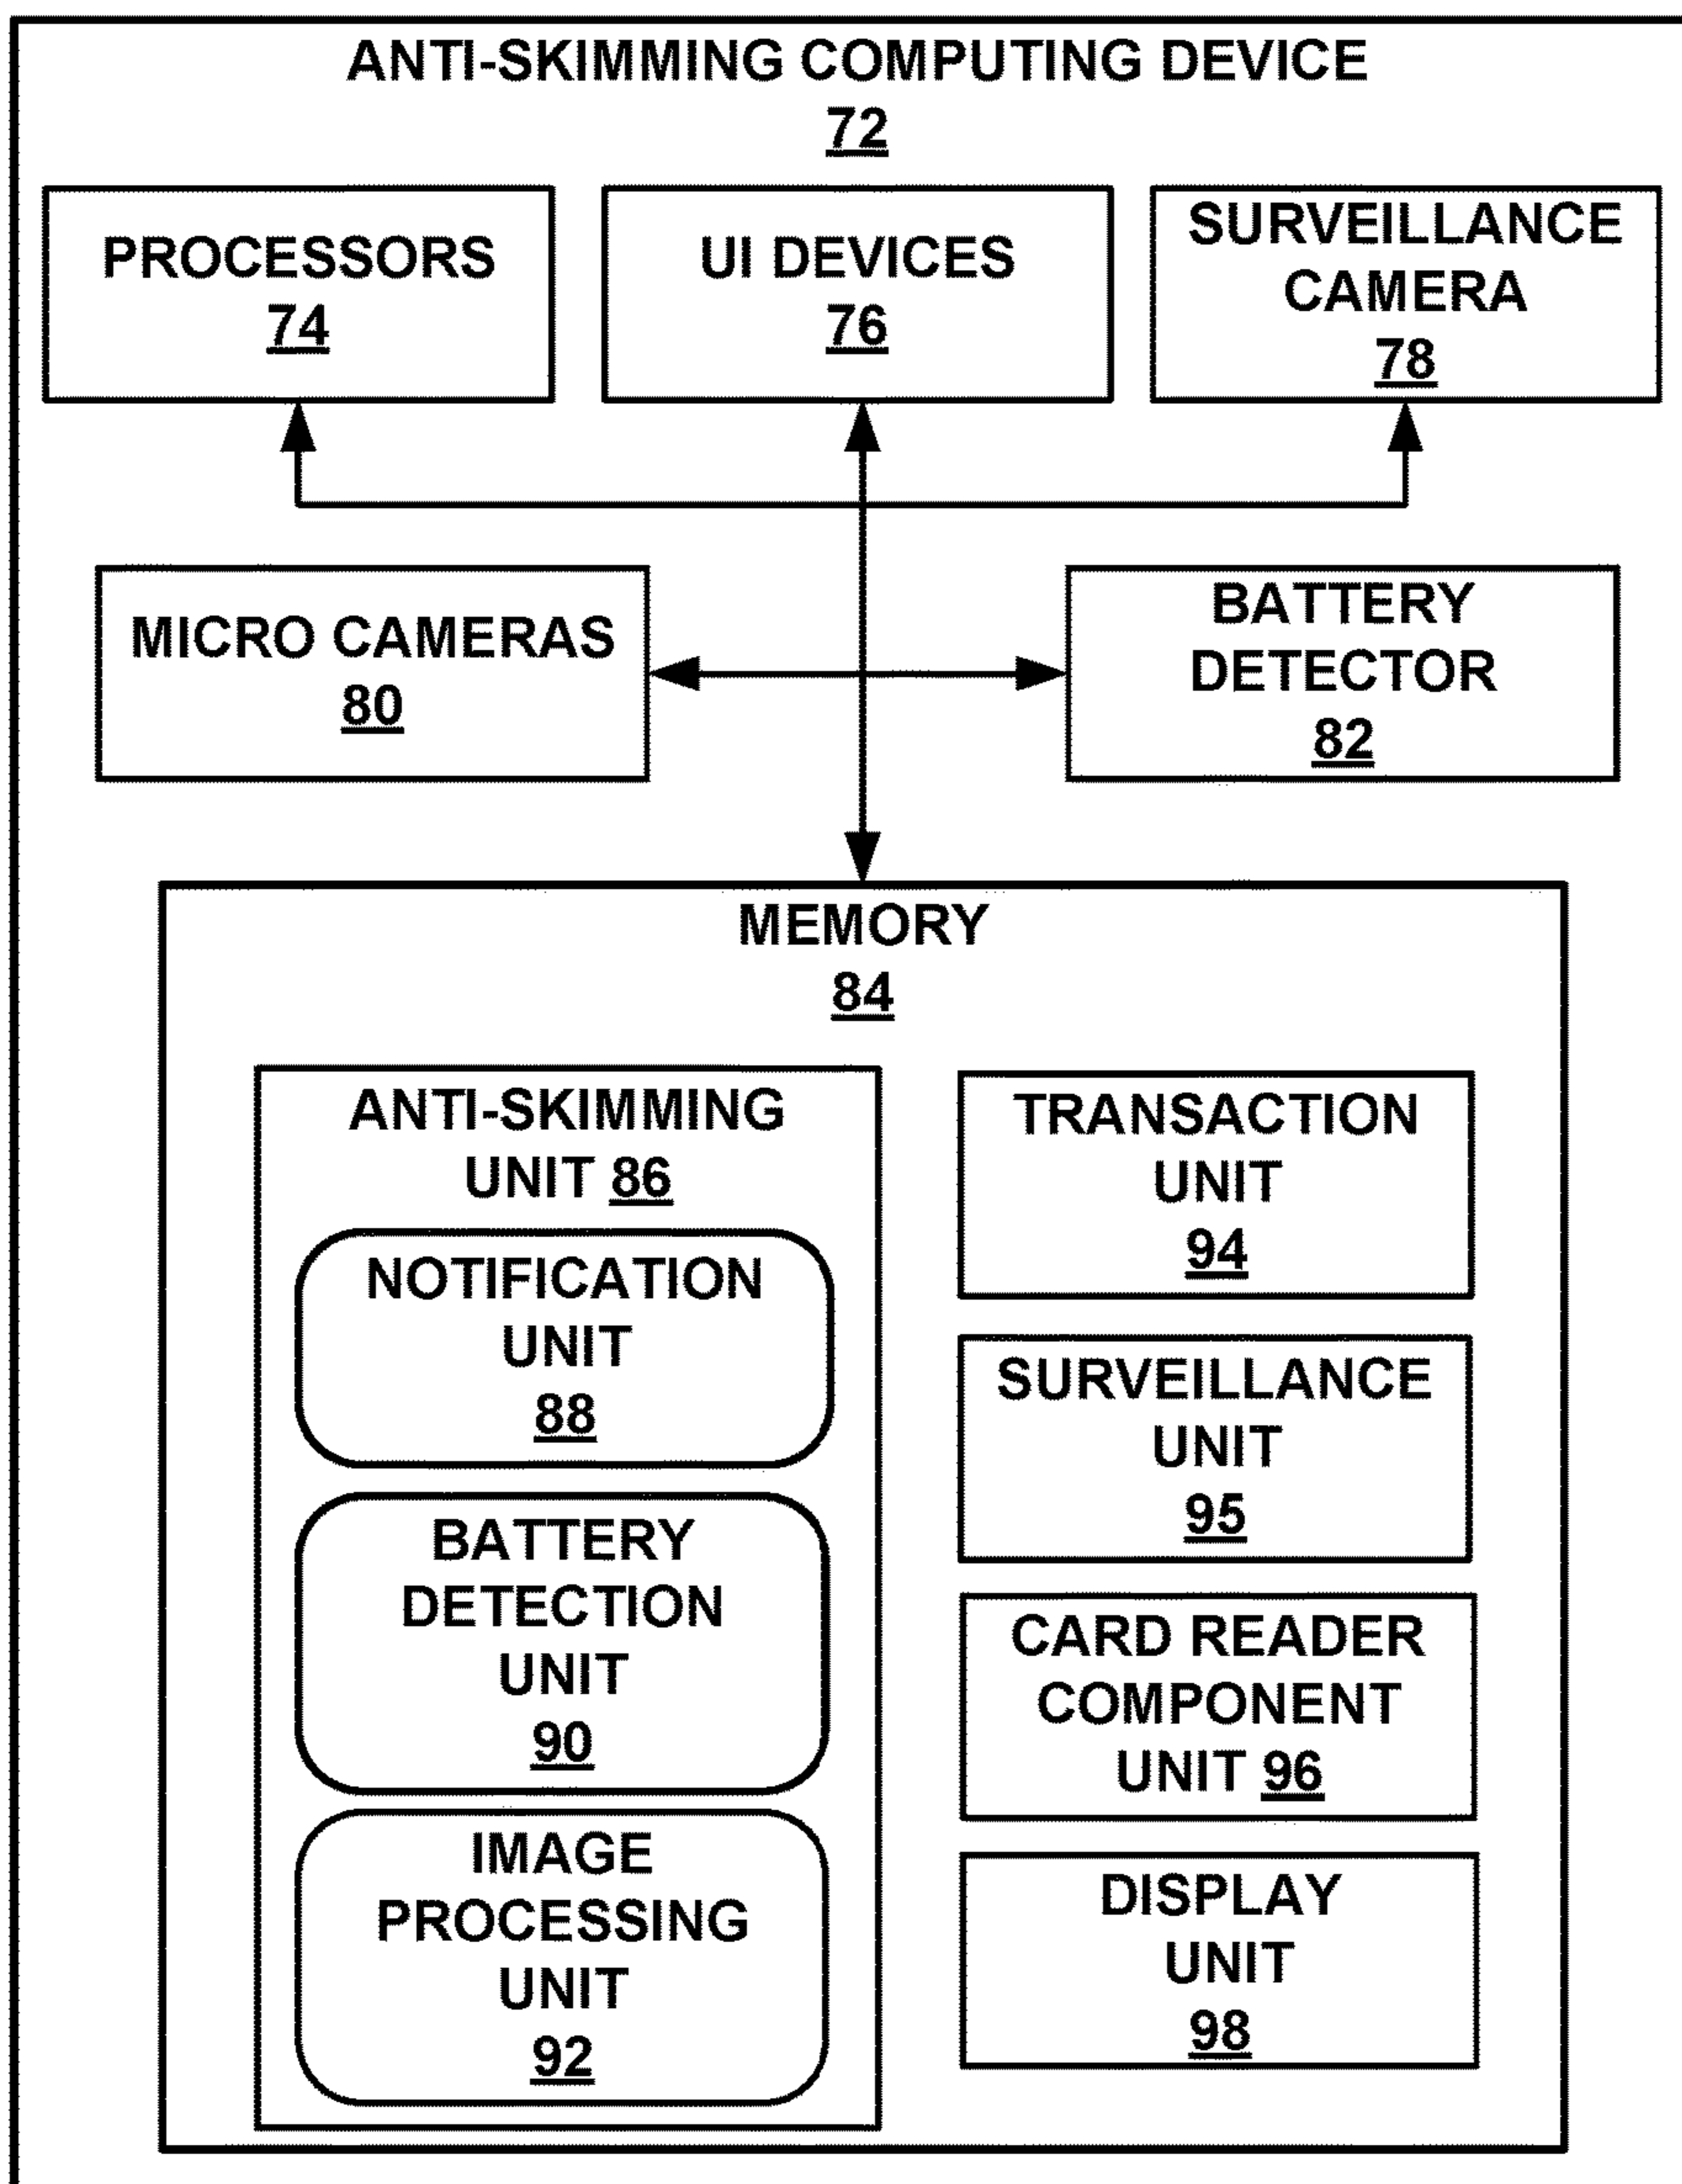 ANTI-SKIMMING COMPUTING DEVICE
72
PROCESSORS
74
UI DEVICES
76
SURVEILLANCE
CAMERA
78
MICRO CAMERAS
80
BATTERY
DETECTOR
82
MEMORY
84
ANTI-SKIMMING
UNIT 86
NOTIFICATION
UNIT
88
BATTERY
DETECTION
UNIT
90
IMAGE
PROCESSING
UNIT
92
TRANSACTION
UNIT
94
SURVEILLANCE
UNIT
95
CARD READER
COMPONENT
UNIT 96
DISPLAY
UNIT
98